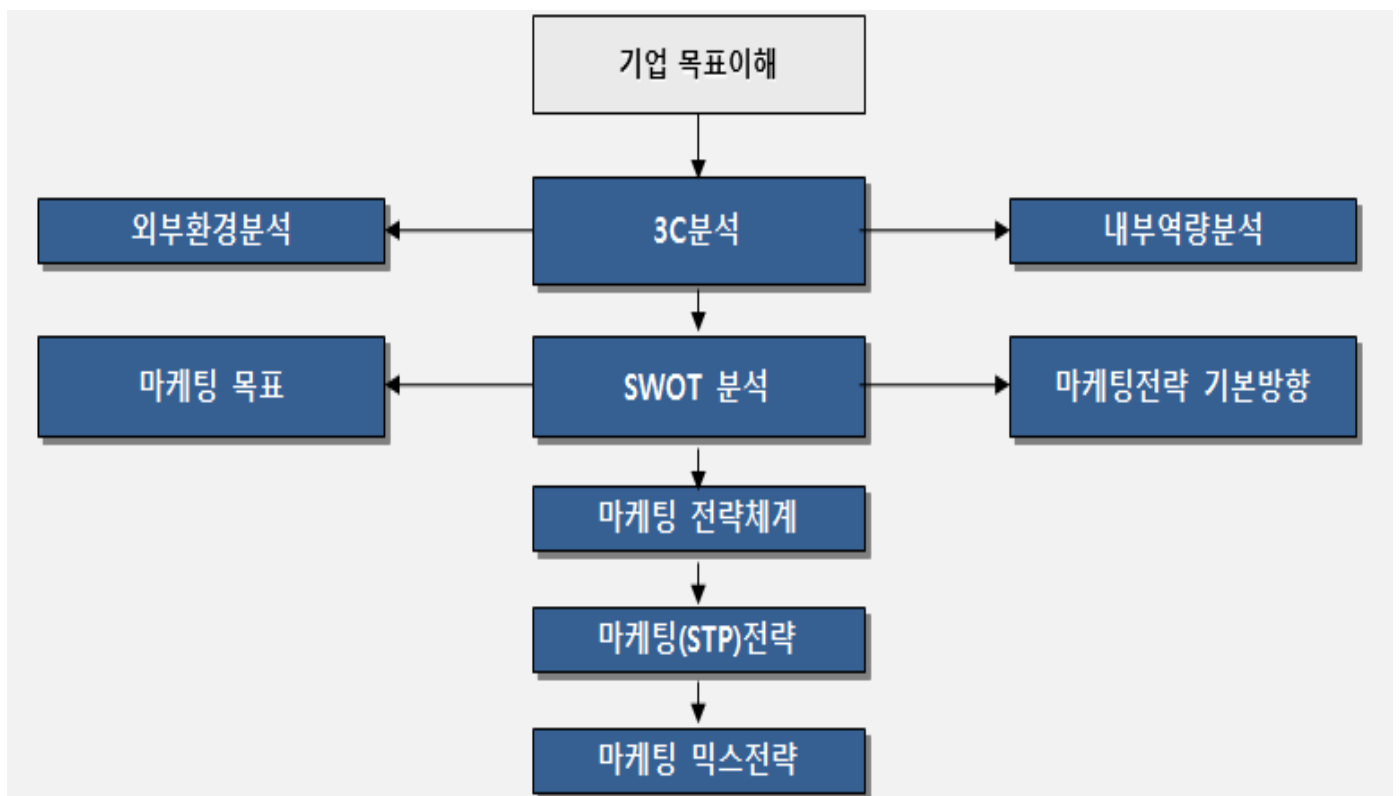 기업 목표이해
외부환경분석
3C분석
내부역량분석
마케팅 목표
SWOT 분석
마케팅전략 기본방향
마케팅 전략체계
마케팅(STP)전략
마케팅 믹스전략